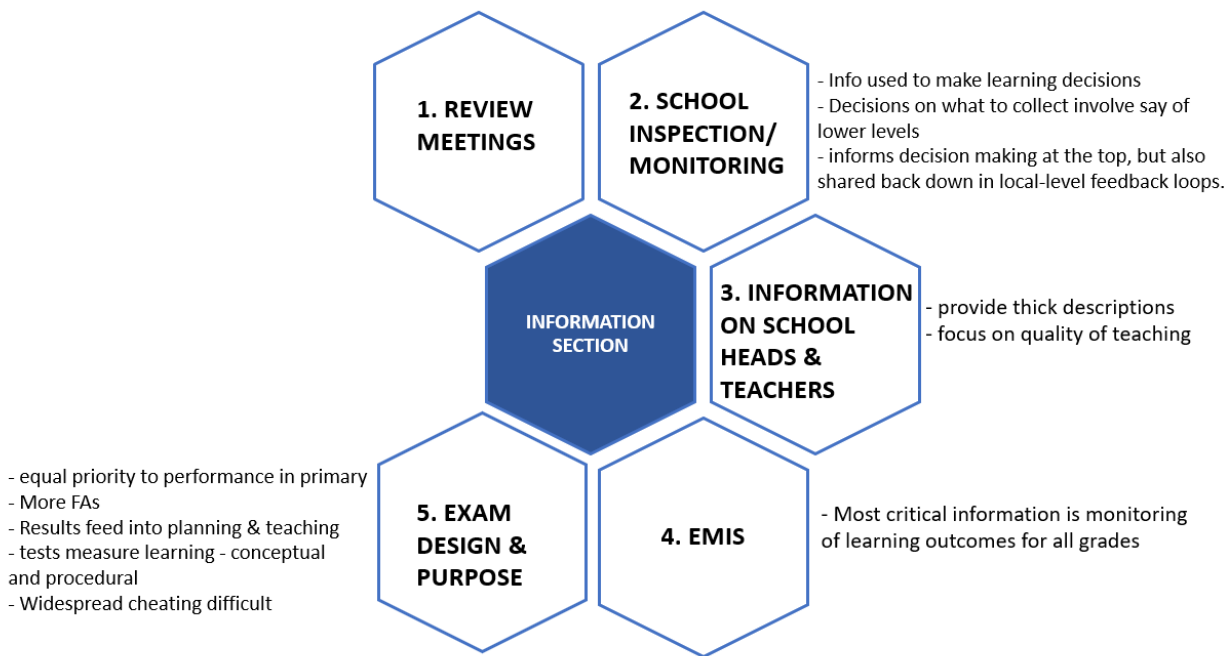 1. REVIEW
MEETINGS
2. SCHOOL
INSPECTION/
MONITORING
- Info used to make learning decisions
- Decisions on what to collect involve say of
lower levels
- informs decision making at the top, but also
shared back down in local-level feedback loops.
INFORMATION
SECTION
3. INFORMATION
ON SCHOOL
HEADS &
TEACHERS
- provide thick descriptions
- focus on quality of teaching
- equal priority to performance in primary
- More FAs
- Results feed into planning & teaching
- tests measure learning - conceptual
and procedural
- Widespread cheating difficult
5. EXAM
DESIGN &
PURPOSE
4. EMIS
- Most critical information is monitoring
of learning outcomes for all grades